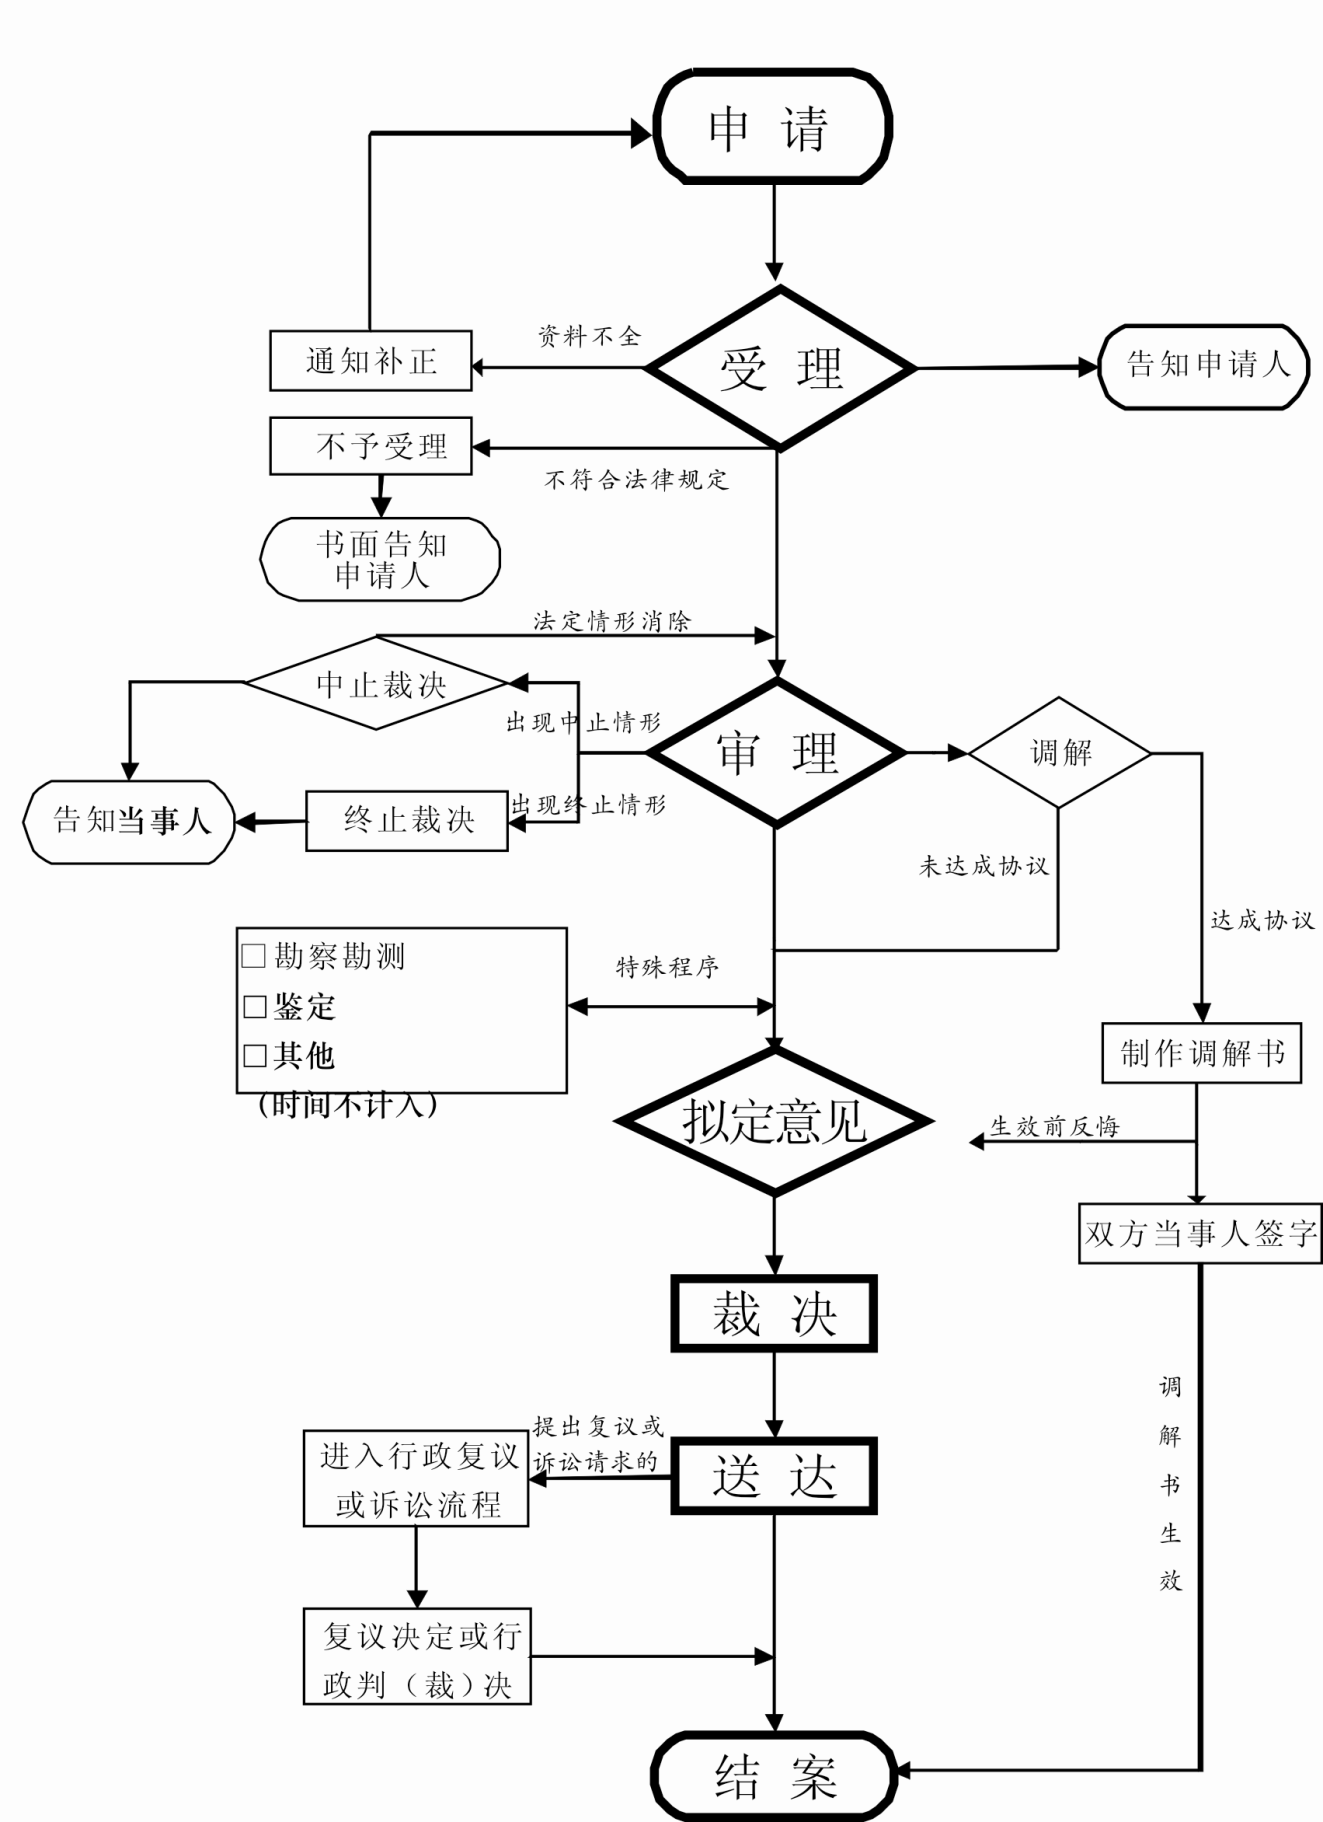 申 请
资料不全
通知补正
受 理
告知申请人
不予受理
不符合法律规定
书面告知
申请人
法定情形消除
中止裁决
出现中止情形
审 理
调解
告知当事人
终止裁决
出现终止情形
未达成协议
达成协议
□勘察勘测
□鉴定
□其他
(时间不计入)
特殊程序
制作调解书
拟定意见
生效前反悔
双方当事人签字
裁 决
调
解
书
生
效
提出复议或
诉讼请求的
进入行政复议
或诉讼流程
送 达
复议决定或行
政判（裁）决
结 案